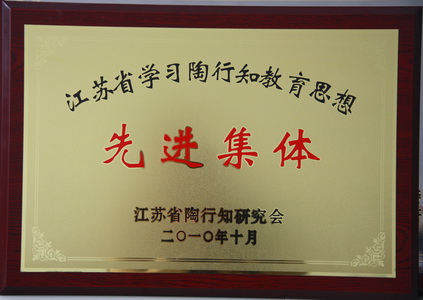 江苏省学习陶行知教育思想
先进集体
江苏省陶行知研究会
二〇一〇年十月